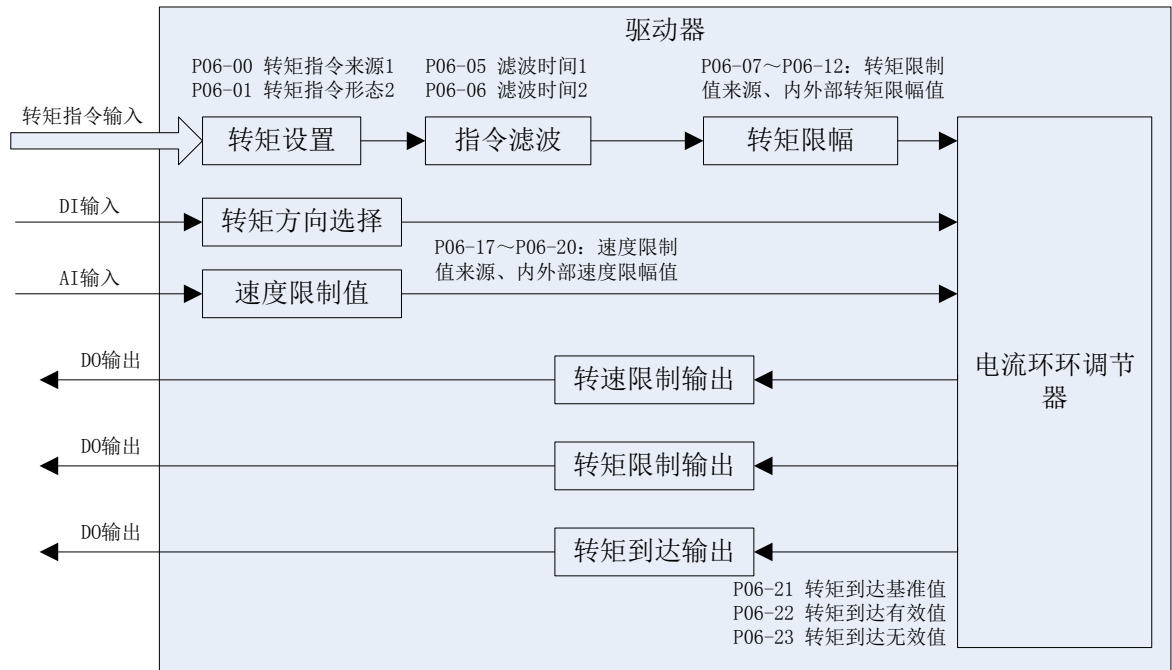 驱动器
P06-00 转矩指令来源1
P06-01 转矩指令形态2
P06-05 滤波时间1
P06-06 滤波时间2
P06-07～P06-12：转矩限制
值来源、内外部转矩限幅值
转矩指令输入
转矩设置
指令滤波
转矩限幅
DI输入
转矩方向选择
P06-17～P06-20：速度限制
值来源、内外部速度限幅值
AI输入
速度限制值
电流环环调节
器
DO输出
转速限制输出
DO输出
转矩限制输出
DO输出
转矩到达输出
P06-21 转矩到达基准值
P06-22 转矩到达有效值
P06-23 转矩到达无效值